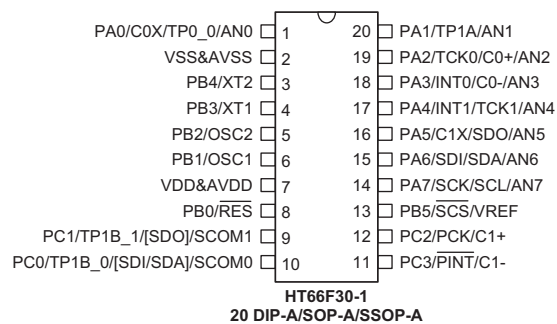 PA0/C0X/TP0_0/AN0 1 20 PA1/TP1A/AN1
VSS&AVSS 2 19 PA2/TCK0/C0+/AN2
PB4/XT2 3 18 PA3/INT0/C0-/AN3
PB3/XT1 4 17 PA4/INT1/TCK1/AN4
PB2/OSC2 5 16 PA5/C1X/SDO/AN5
PB1/OSC1 6 15 PA6/SDI/SDA/AN6
VDD&AVDD 7 14 PA7/SCK/SCL/AN7
PB0/RES 8 13 PB5/SCS/VREF
PC1/TP1B_1/[SDO]/SCOM1 9 12 PC2/PCK/C1+
PC0/TP1B_0/[SDI/SDA]/SCOM0 10 11 PC3/PINT/C1-
HT66F30-1
20 DIP-A/SOP-A/SSOP-A